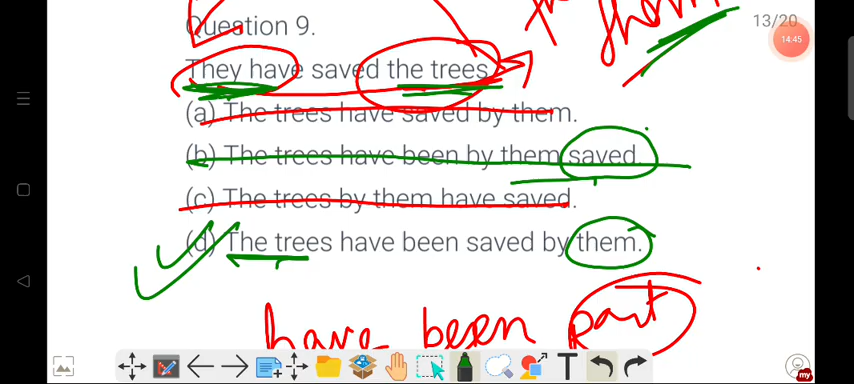 Question 9.
13/20
14:45
They have saved the trees.
(a) The trees have saved by them.
(b) The trees have been by them saved.
(c) The trees by them have saved.
(d) The trees have been saved by them.
have been part
T
my